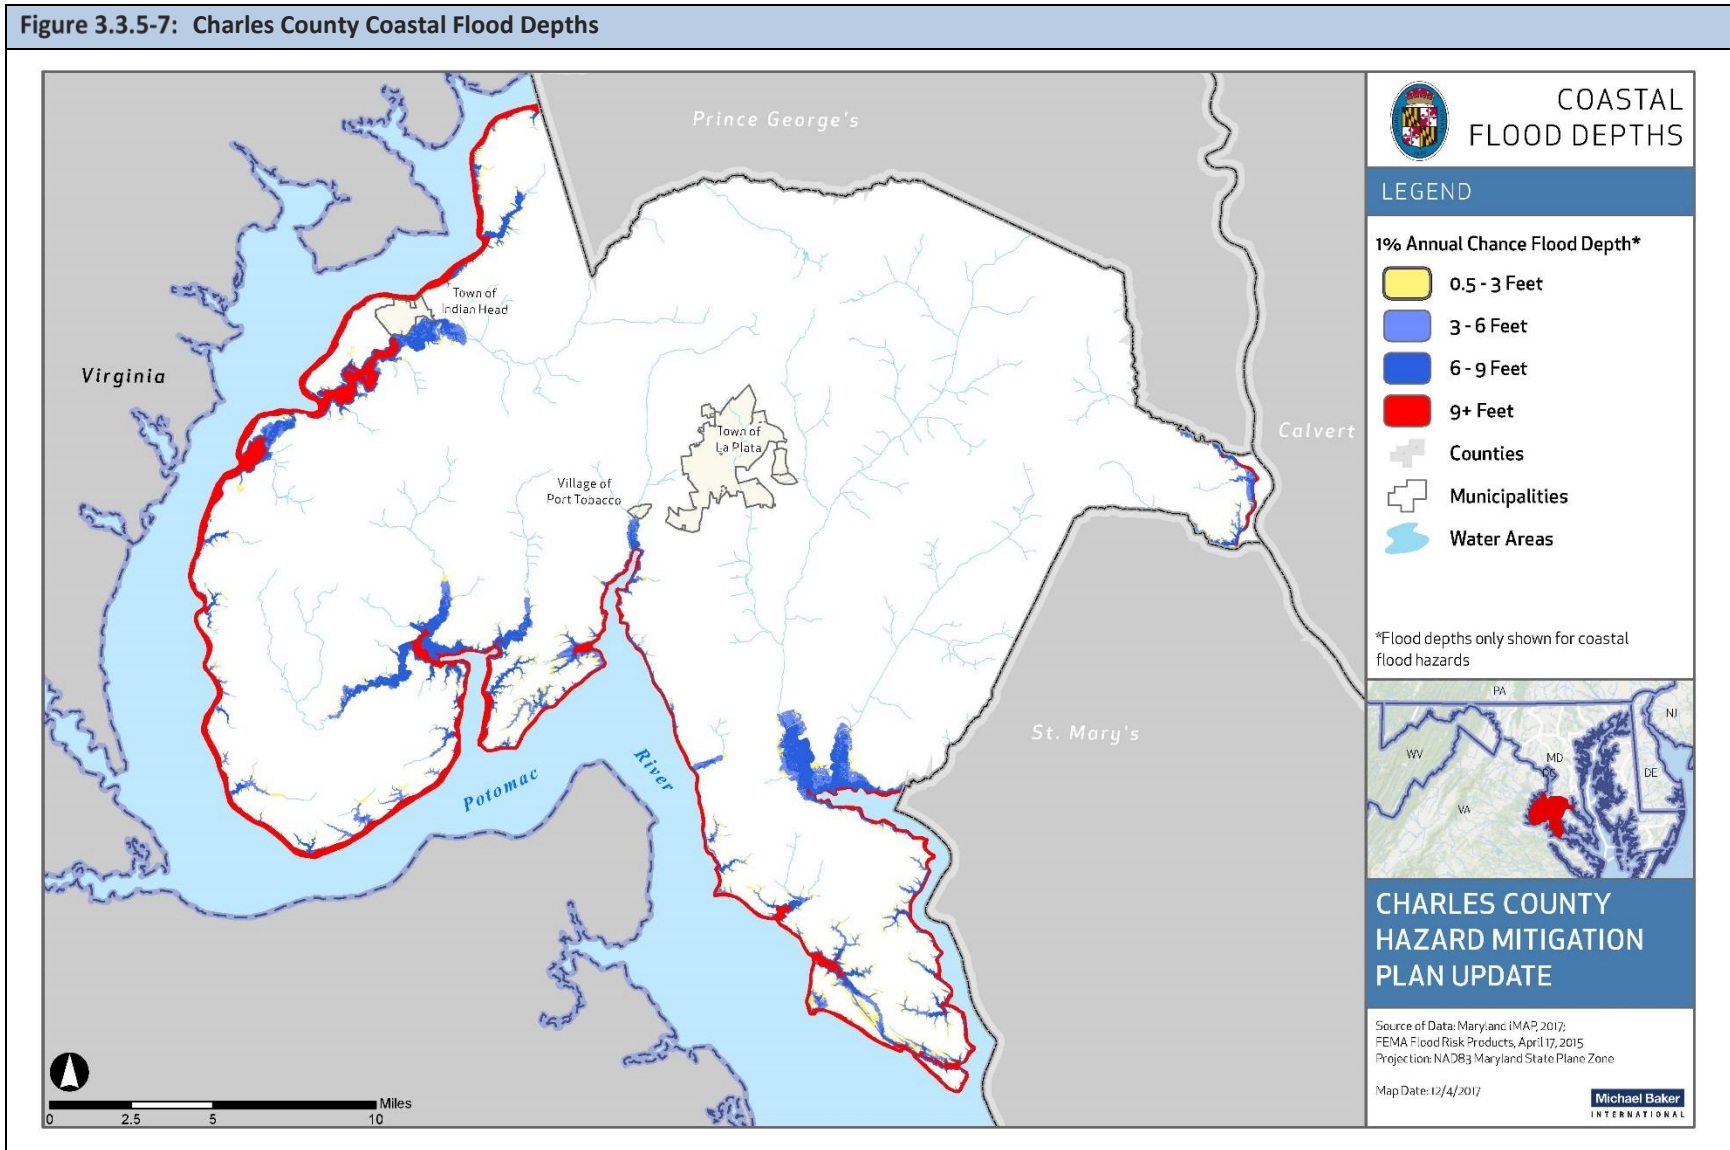 Figure 3.3.5-7: Charles County Coastal Flood Depths
Prince George's
Town of
Indian Head
Virginia
Town of
La Plata
Village of
Port Tobacco
Calvert
St. Mary's
Potomac
River
Miles
0 2.5 5 10
COASTAL
FLOOD DEPTHS
LEGEND
1% Annual Chance Flood Depth*
0.5 - 3 Feet
3 - 6 Feet
6 - 9 Feet
9+ Feet
Counties
Municipalities
Water Areas
*Flood depths only shown for coastal
flood hazards
PA
NJ
WV
MD
DC
DE
VA
CHARLES COUNTY
HAZARD MITIGATION
PLAN UPDATE
Source of Data: Maryland iMAP, 2017;
FEMA Flood Risk Products, April 17, 2015
Projection: NAD83 Maryland State Plane Zone
Map Date: 12/4/2017
Michael Baker
INTERNATIONAL